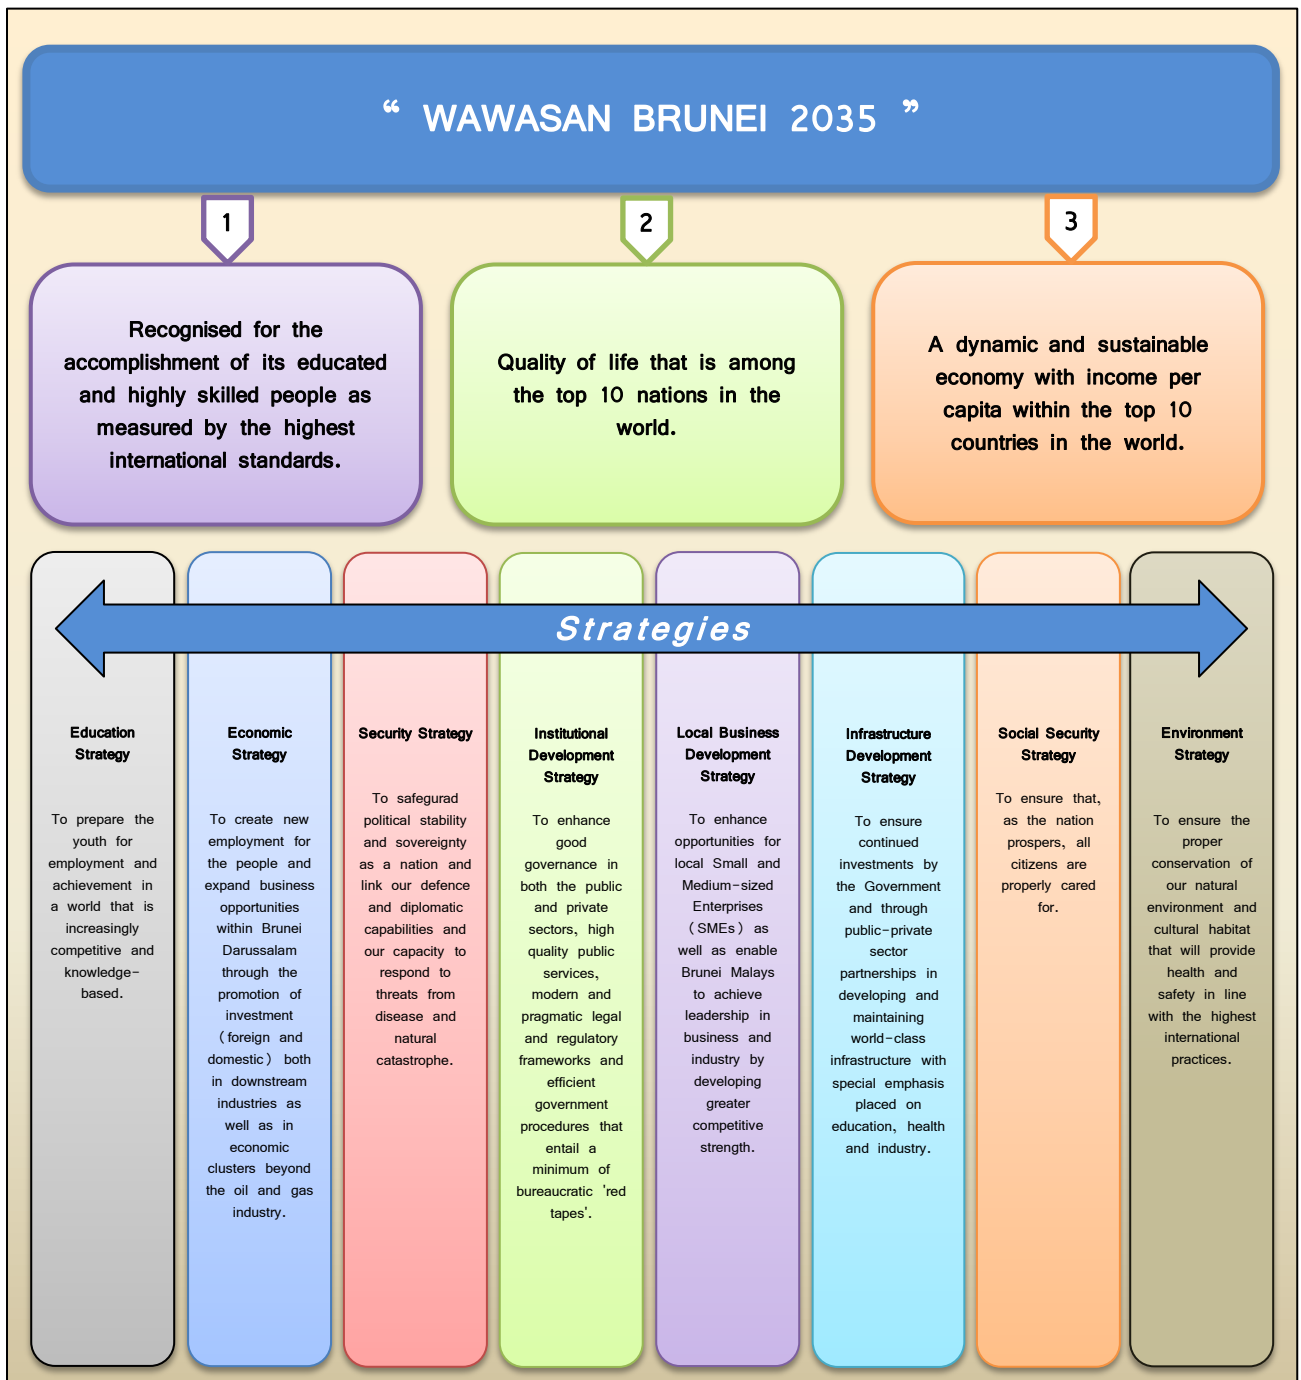 “ WAWASAN BRUNEI 2035 ”
1
Recognised for the
accomplishment of its educated
and highly skilled people as
measured by the highest
international standards.
2
Quality of life that is among
the top 10 nations in the
world.
3
A dynamic and sustainable
economy with income per
capita within the top 10
countries in the world.
Strategies
Education
Strategy
To prepare the
youth for
employment and
achievement in
a world that is
increasingly
competitive and
knowledge-
based.
Economic
Strategy
To create new
employment for
the people and
expand business
opportunities
within Brunei
Darussalam
through the
promotion of
investment
(foreign and
domestic) both
in downstream
industries as
well as in
economic
clusters beyond
the oil and gas
industry.
Security Strategy
To safegurad
political stability
and sovereignty
as a nation and
link our defence
and diplomatic
capabilities and
our capacity to
respond to
threats from
disease and
natural
catastrophe.
Institutional
Development
Strategy
To enhance
good
governance in
both the public
and private
sectors, high
quality public
services,
modern and
pragmatic legal
and regulatory
frameworks and
efficient
government
procedures that
entail a
minimum of
bureaucratic 'red
tapes'.
Local Business
Development
Strategy
To enhance
opportunities for
local Small and
Medium-sized
Enterprises
(SMEs) as
well as enable
Brunei Malays
to achieve
leadership in
business and
industry by
developing
greater
competitive
strength.
Infrastructure
Development
Strategy
To ensure
continued
investments by
the Government
and through
public-private
sector
partnerships in
developing and
maintaining
world-class
infrastructure with
special emphasis
placed on
education, health
and industry.
Social Security
Strategy
To ensure that,
as the nation
prospers, all
citizens are
properly cared
for.
Environment
Strategy
To ensure the
proper
conservation of
our natural
environment and
cultural habitat
that will provide
health and
safety in line
with the highest
international
practices.